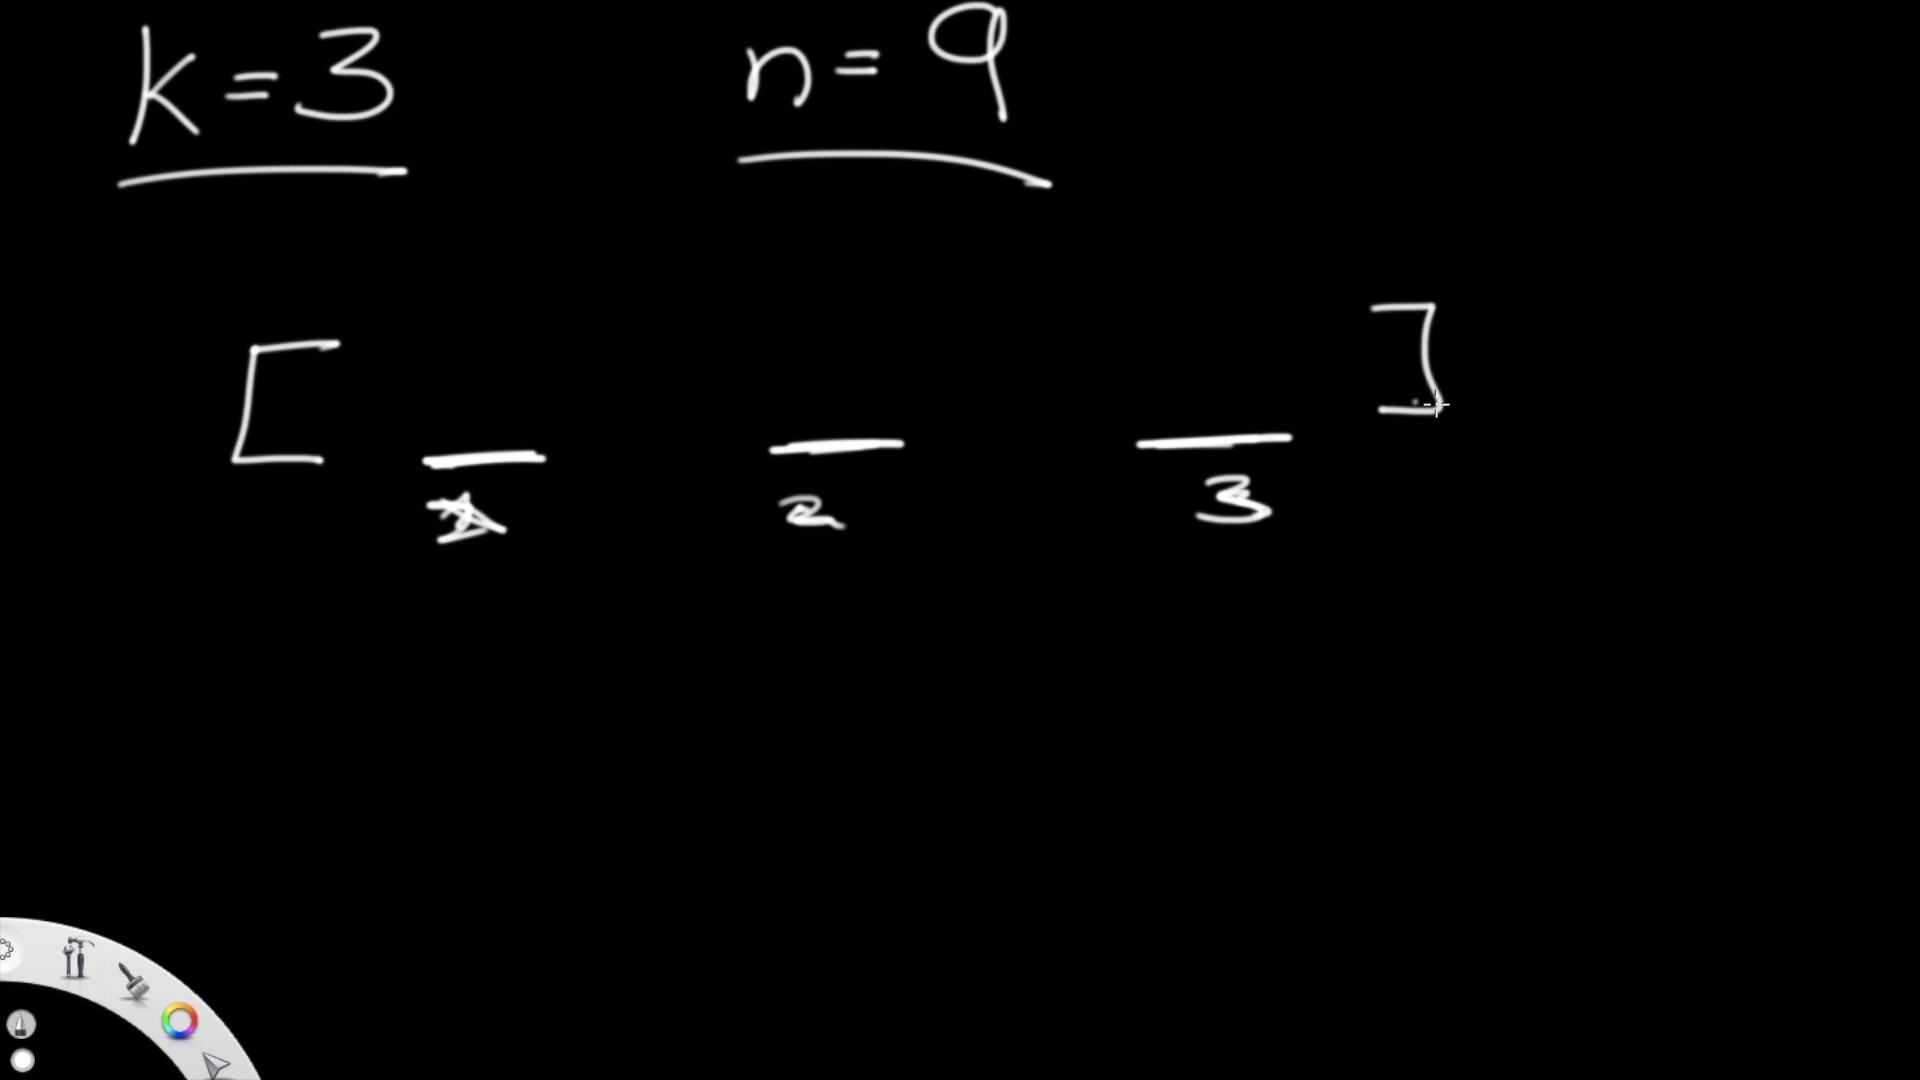 k=3 n=9
[ _ _ _ ]
2 3